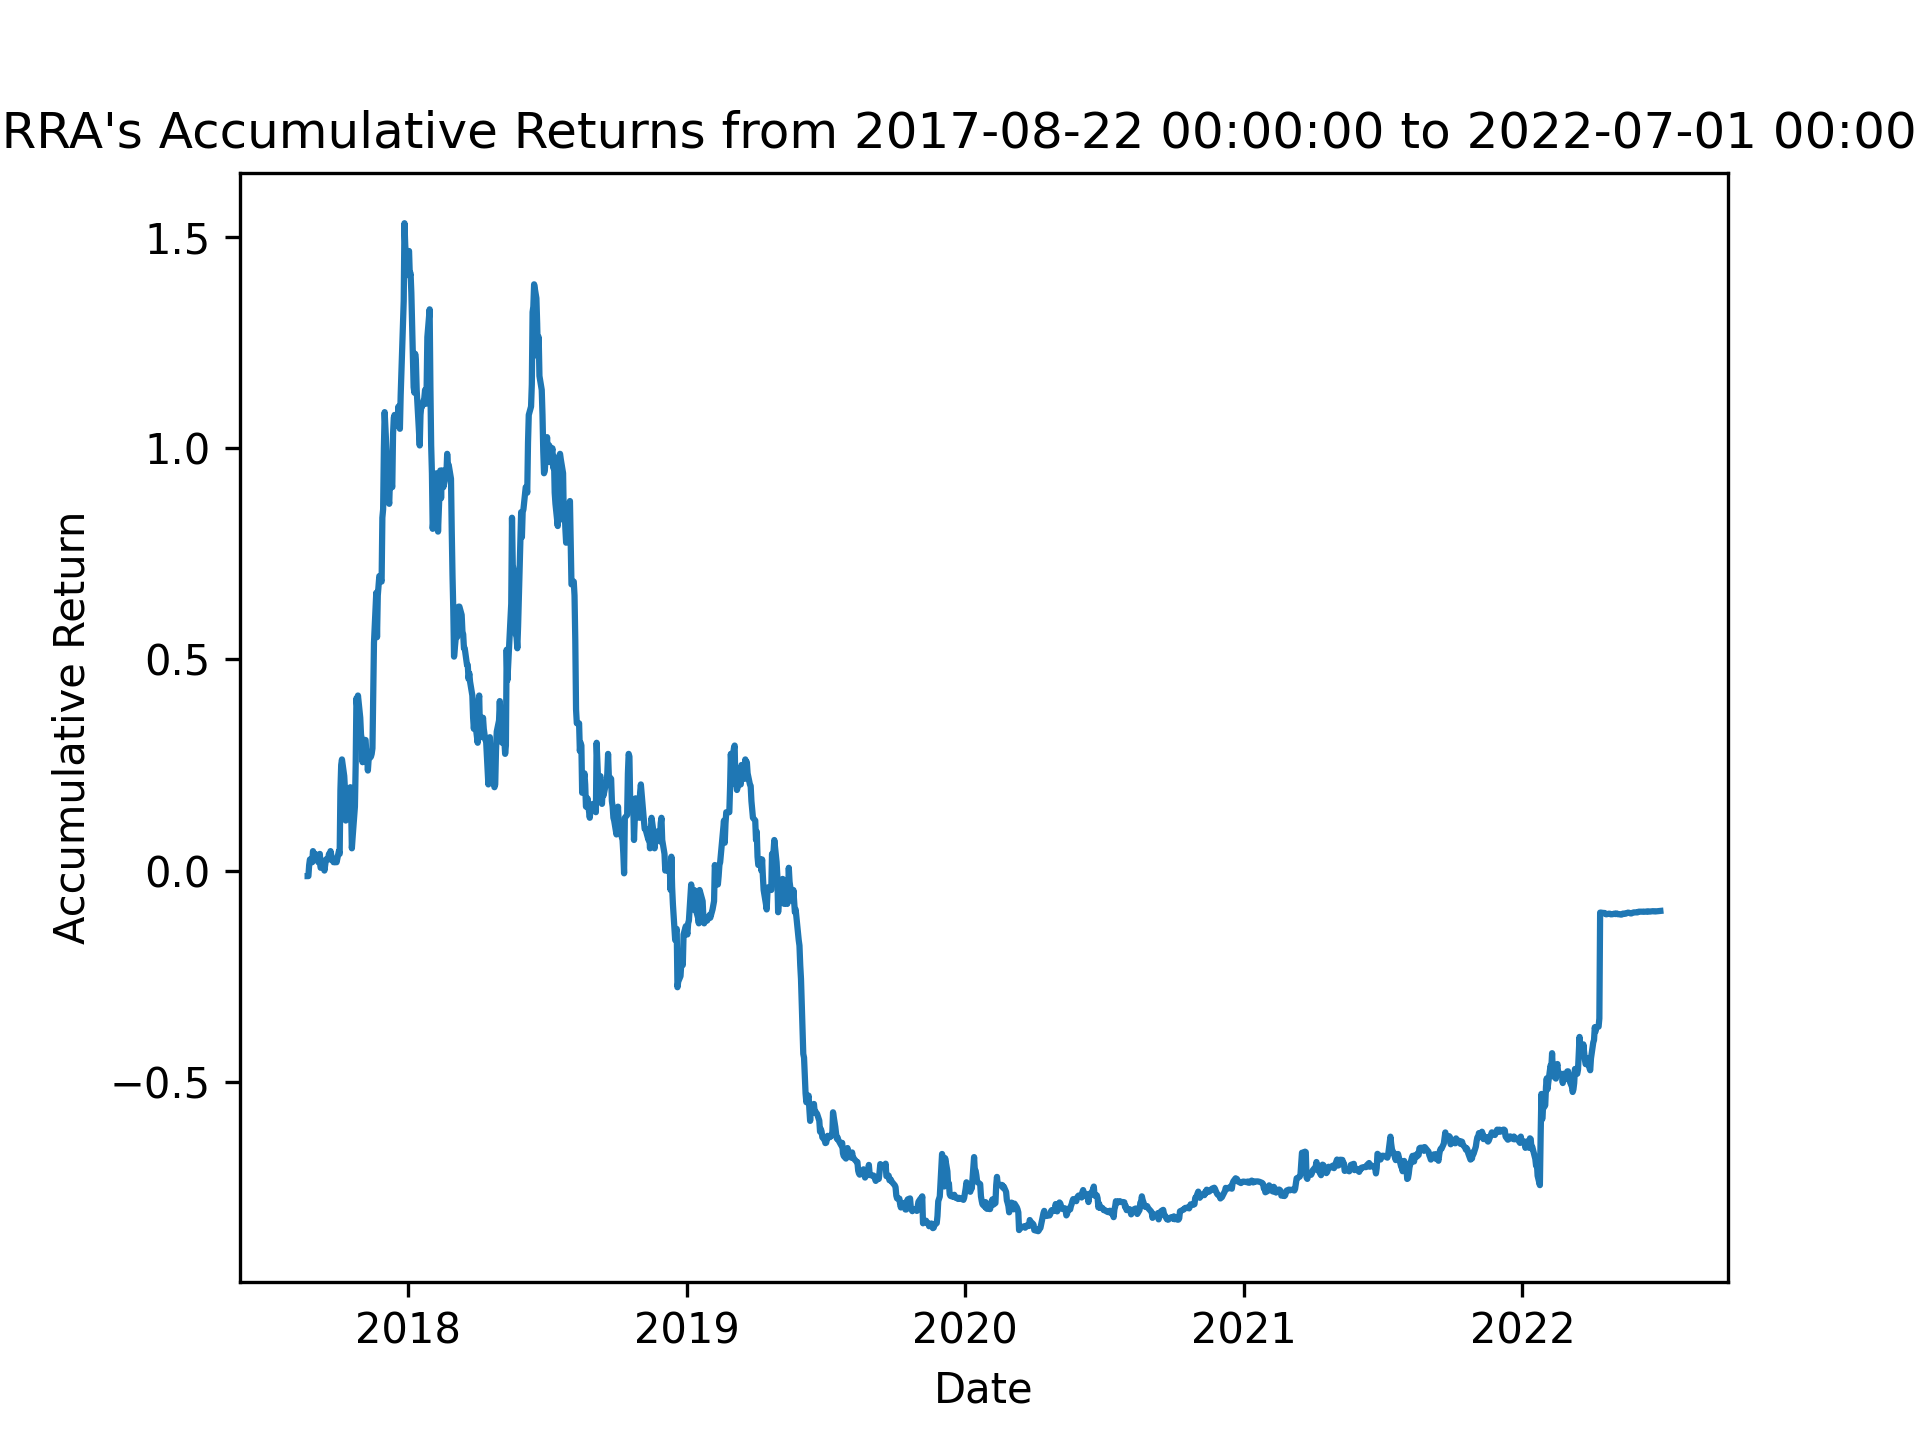 RRA's Accumulative Returns from 2017-08-22 00:00:00 to 2022-07-01 00:00
Accumulative Return
1.5
1.0
0.5
0.0
−0.5
2018 2019 2020 2021 2022
Date